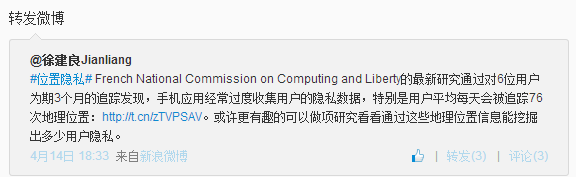 转发微博
@徐建良Jianliang
#位置隐私# French National Commission on Computing and Liberty的最新研究通过对6位用户
为期3个月的追踪发现，手机应用经常过度收集用户的隐私数据，特别是用户平均每天会被追踪76
次地理位置：http://t.cn/zTVPSAV。或许更有趣的可以做项研究看看通过这些地理位置信息能挖掘
出多少用户隐私。
4月14日 18:33 来自新浪微博 | 转发(3) | 评论(3)